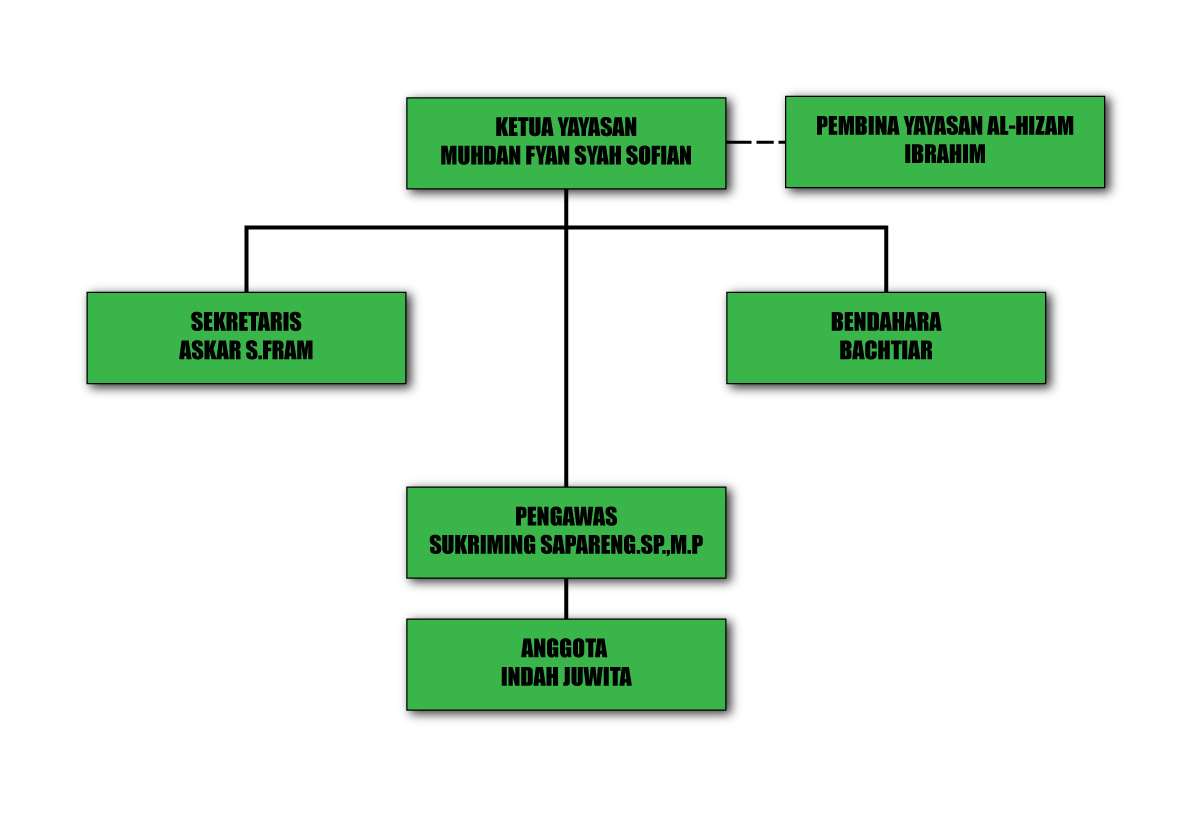 KETUA YAYASAN
MUHDAN FYAN SYAH SOFIAN
PEMBINA YAYASAN AL-HIZAM
IBRAHIM
SEKRETARIS
ASKAR S.FRAM
BENDAHARA
BACHTIAR
PENGAWAS
SUKRIMING SAPARENG.SP.,M.P
ANGGOTA
INDAH JUWITA